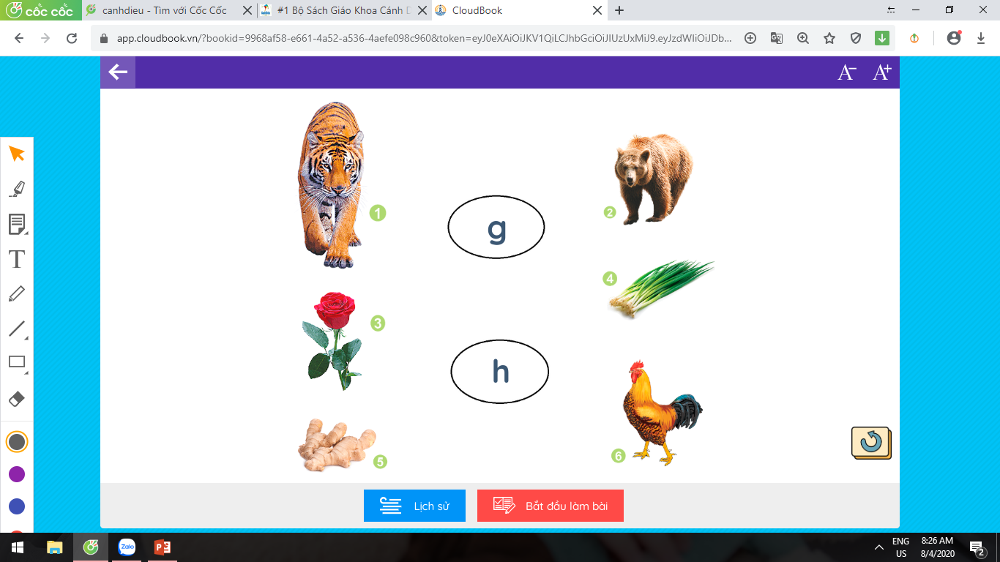 cốc cốc
canhdieu - Tìm với Cốc Cốc
#1 Bộ Sách Giáo Khoa Cánh D
CloudBook
app.cloudbook.vn/?bookid=9968af58-e661-4a52-a536-4aefe098c960&token=eyJ0eXAiOiJKV1QiLCJhbGciOiJIUzUxMiJ9.eyJzdWIiOiJDb...
A-
A+
1
2
g
4
3
h
5
6
T
Lịch sử
Bắt đầu làm bài
Zalo
ENG
US
8:26 AM
8/4/2020
2